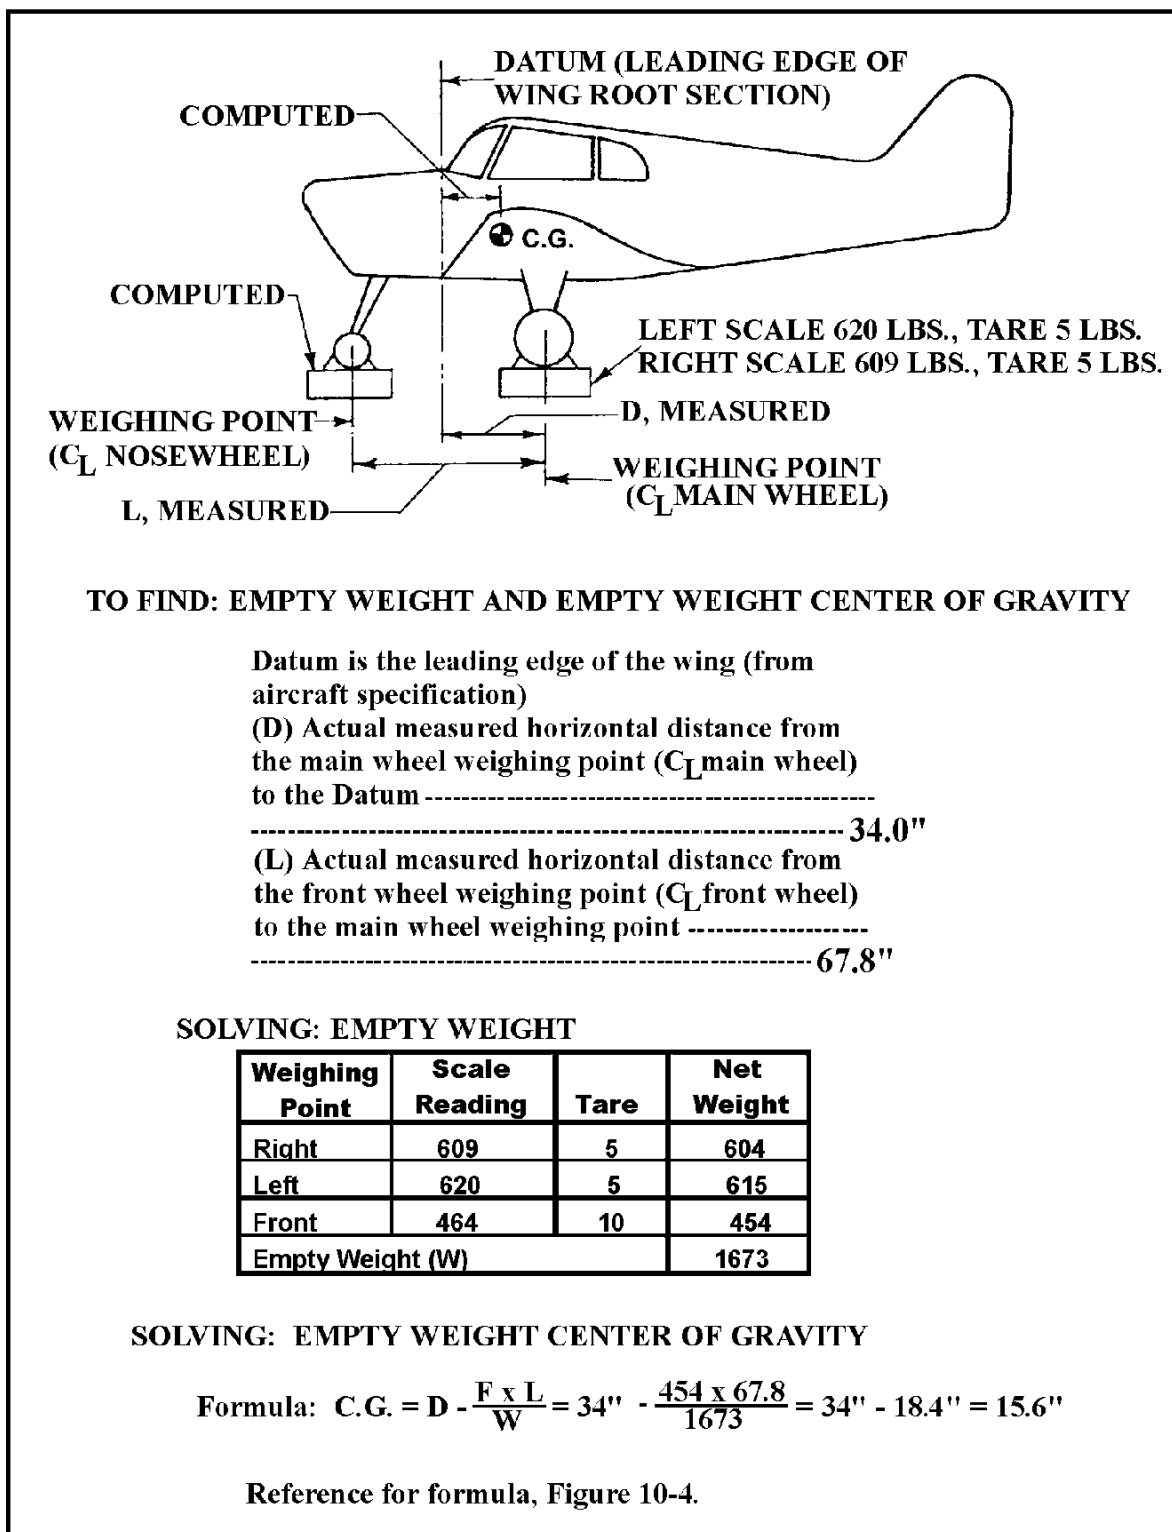 DATUM (LEADING EDGE OF
WING ROOT SECTION)
COMPUTED
C.G.
COMPUTED
LEFT SCALE 620 LBS., TARE 5 LBS.
RIGHT SCALE 609 LBS., TARE 5 LBS.
D, MEASURED
WEIGHING POINT
(CL NOSEWHEEL)
WEIGHING POINT
(CL MAIN WHEEL)
L, MEASURED
TO FIND: EMPTY WEIGHT AND EMPTY WEIGHT CENTER OF GRAVITY
Datum is the leading edge of the wing (from
aircraft specification)
(D) Actual measured horizontal distance from
the main wheel weighing point (CL main wheel)
to the Datum -------------------------------------------------
---------------------------------------------------------------- 34.0"
(L) Actual measured horizontal distance from
the front wheel weighing point (CL front wheel)
to the main wheel weighing point --------------------
------------------------------------------------------------- 67.8"
SOLVING: EMPTY WEIGHT
Weighing Point Scale Reading Tare Net Weight
Right 609 5 604
Left 620 5 615
Front 464 10 454
Empty Weight (W) 1673
SOLVING: EMPTY WEIGHT CENTER OF GRAVITY
Formula: C.G. = D - F x L / W = 34" - 454 x 67.8 / 1673 = 34" - 18.4" = 15.6"
Reference for formula, Figure 10-4.